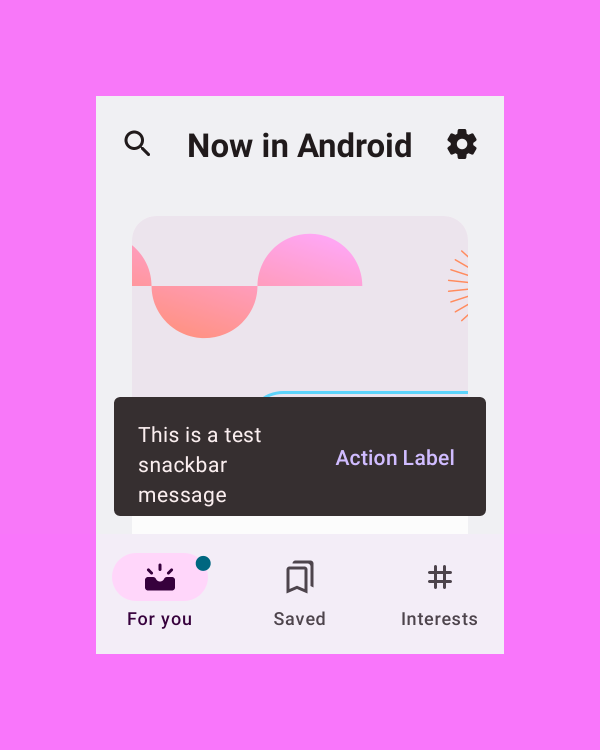 Now in Android
This is a test
snackbar
message
Action Label
For you
Saved
Interests